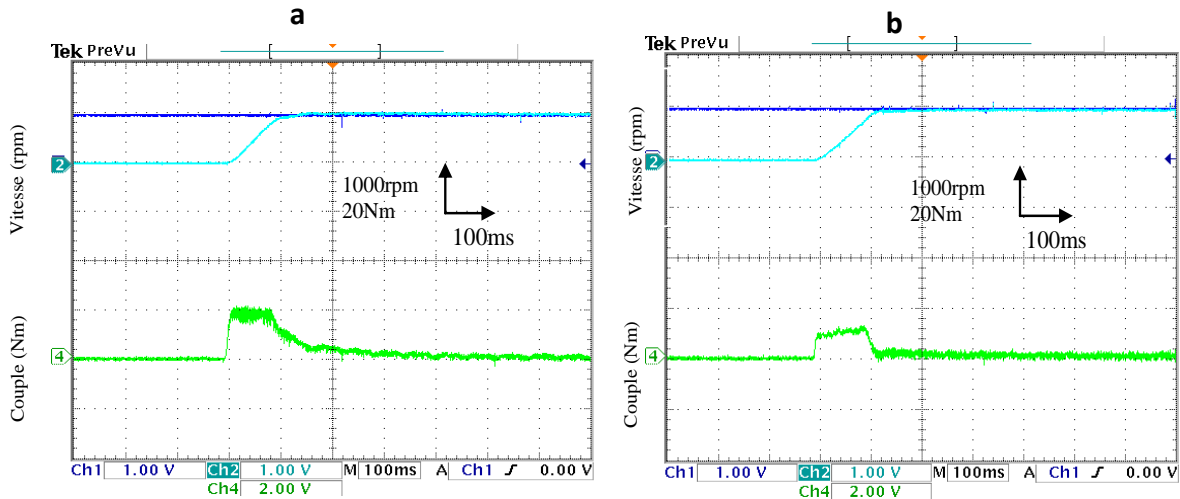 a
Tek PreVu
Vitesse (rpm)
2
1000rpm
20Nm
100ms
Couple (Nm)
4
Ch1 1.00 V Ch2 1.00 V M 100ms A Ch1 0.00 V
Ch4 2.00 V
b
Tek PreVu
Vitesse (rpm)
2
1000rpm
20Nm
100ms
Couple (Nm)
4
Ch1 1.00 V Ch2 1.00 V M 100ms A Ch1 0.00 V
Ch4 2.00 V